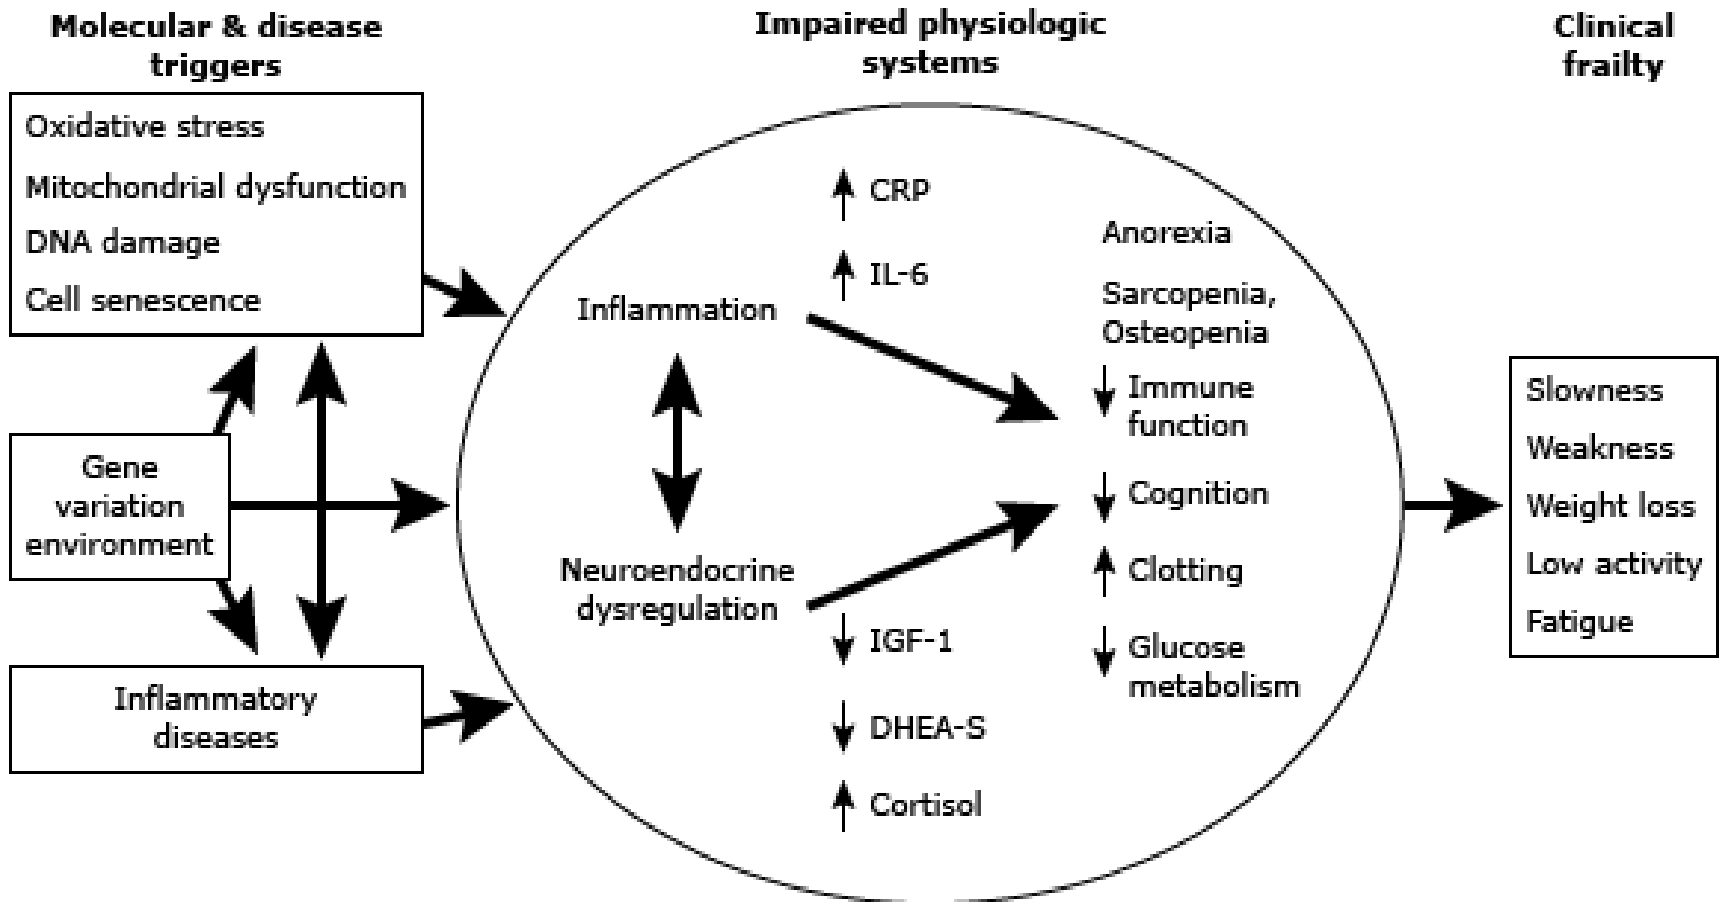 Molecular & disease
triggers
Oxidative stress
Mitochondrial dysfunction
DNA damage
Cell senescence
Gene
variation
environment
Inflammatory
diseases
Impaired physiologic
systems
CRP
IL-6
Inflammation
Neuroendocrine
dysregulation
IGF-1
DHEA-S
Cortisol
Anorexia
Sarcopenia,
Osteopenia
Immune
function
Cognition
Clotting
Glucose
metabolism
Clinical
frailty
Slowness
Weakness
Weight loss
Low activity
Fatigue